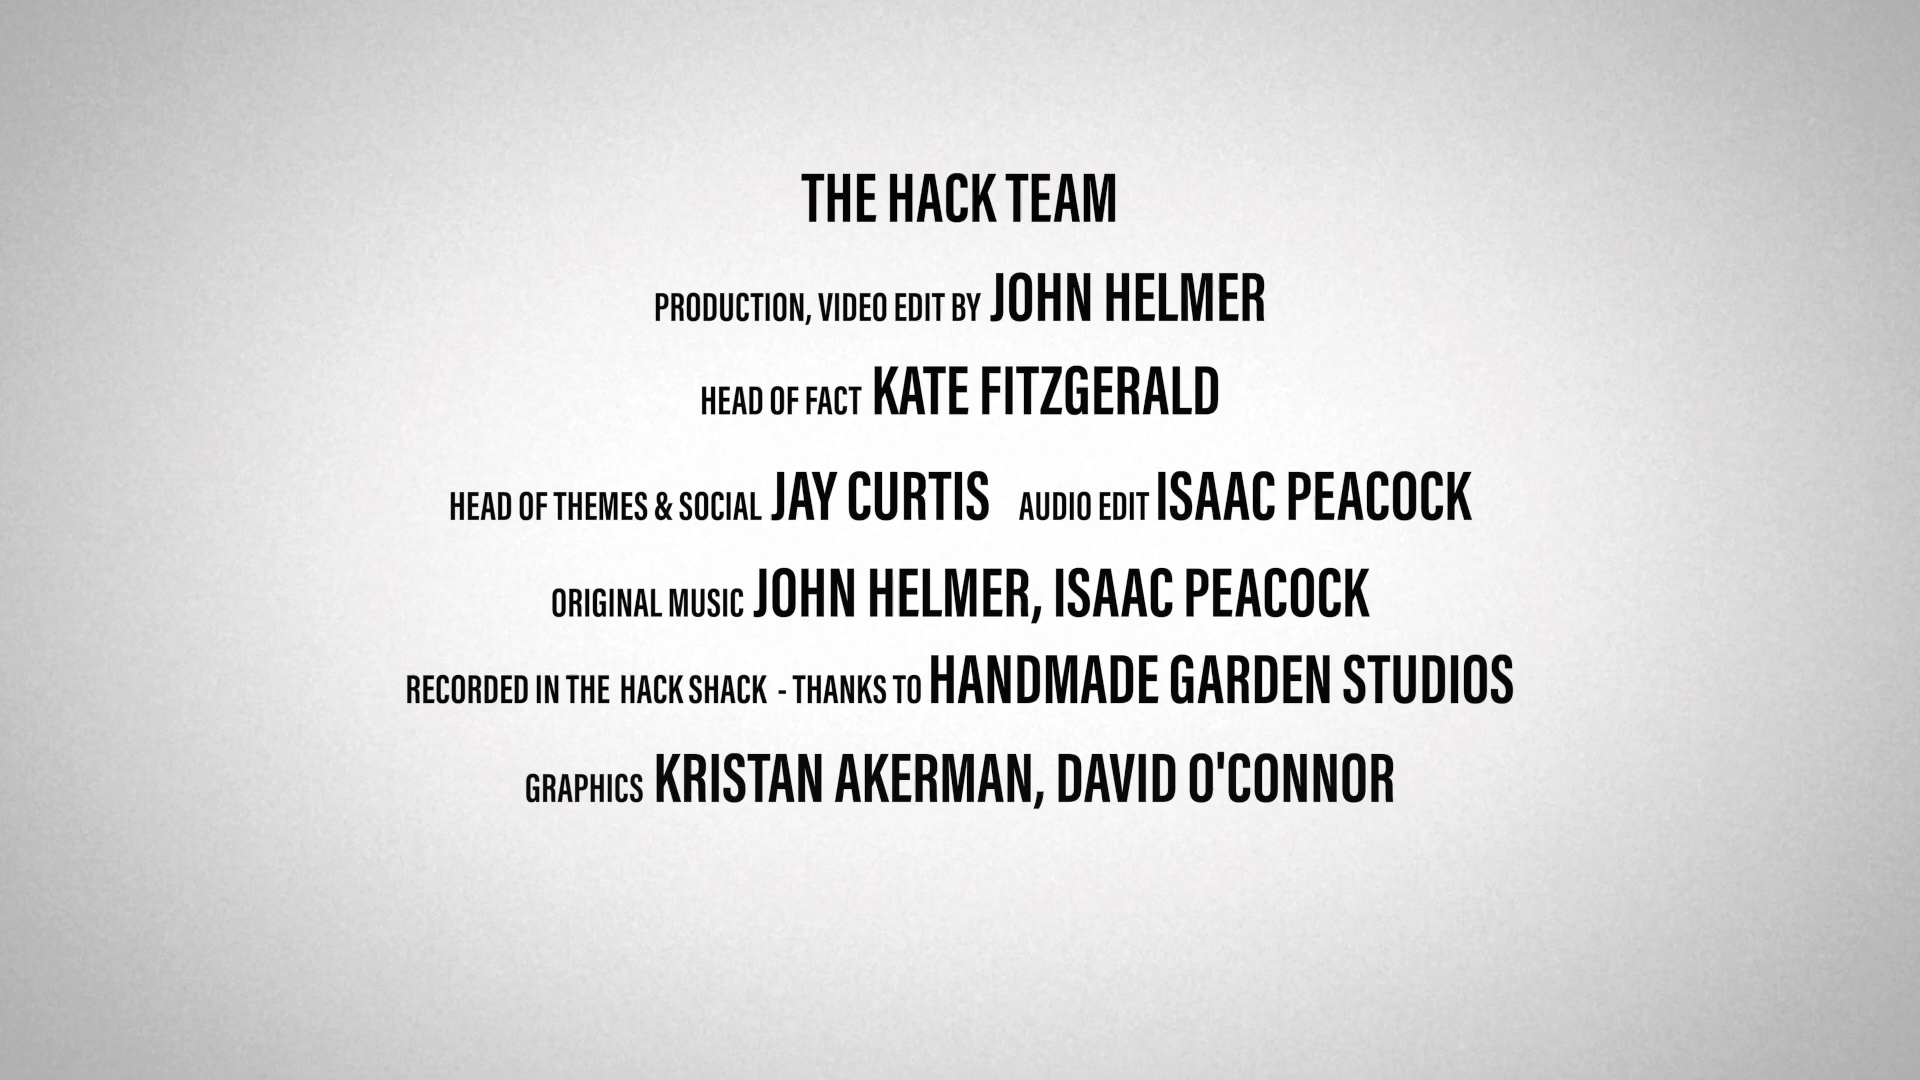 THE HACK TEAM
PRODUCTION, VIDEO EDIT BY JOHN HELMER
HEAD OF FACT KATE FITZGERALD
HEAD OF THEMES & SOCIAL JAY CURTIS AUDIO EDIT ISAAC PEACOCK
ORIGINAL MUSIC JOHN HELMER, ISAAC PEACOCK
RECORDED IN THE HACK SHACK - THANKS TO HANDMADE GARDEN STUDIOS
GRAPHICS KRISTAN AKERMAN, DAVID O'CONNOR